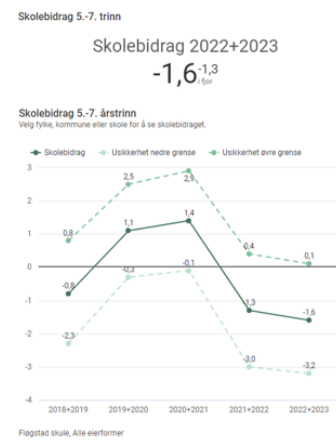 Skolebidrag 5.-7. trinn
Skolebidrag 2022+2023
-1,6 -1,3
i fjor
Skolebidrag 5.-7. årstrinn
Velg fylke, kommune eller skole for å se skolebidraget.
Skolebidrag Usikkerhet nedre grense Usikkerhet øvre grense
3
2
1
0
-1
-2
-3
-4
0,8 2,5 2,9 0,4 0,1
-0,8 1,1 1,4 -1,3 -1,6
-2,3 -0,3 -0,1 -3,0 -3,2
2018+2019 2019+2020 2020+2021 2021+2022 2022+2023
Fløgstad skule, Alle eierformer